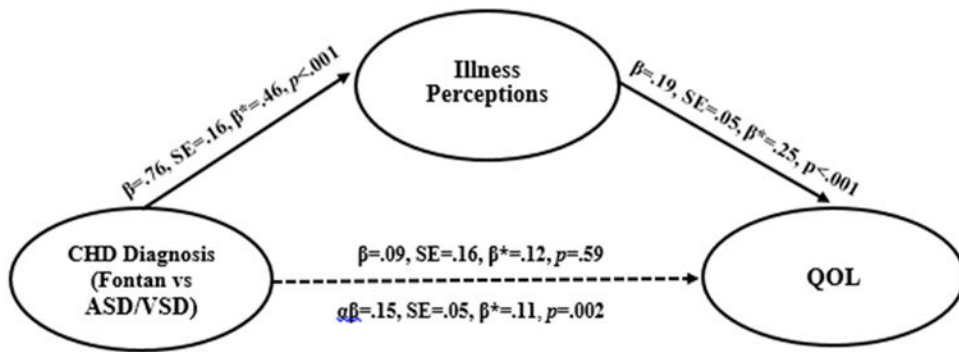 Illness
Perceptions
β=.76, SE=.16, β*=.46, p<.001
β=.19, SE=.05, β*=.25, p<.001
CHD Diagnosis
(Fontan vs
ASD/VSD)
β=.09, SE=.16, β*=.12, p=.59
αβ=.15, SE=.05, β*=.11, p=.002
QOL